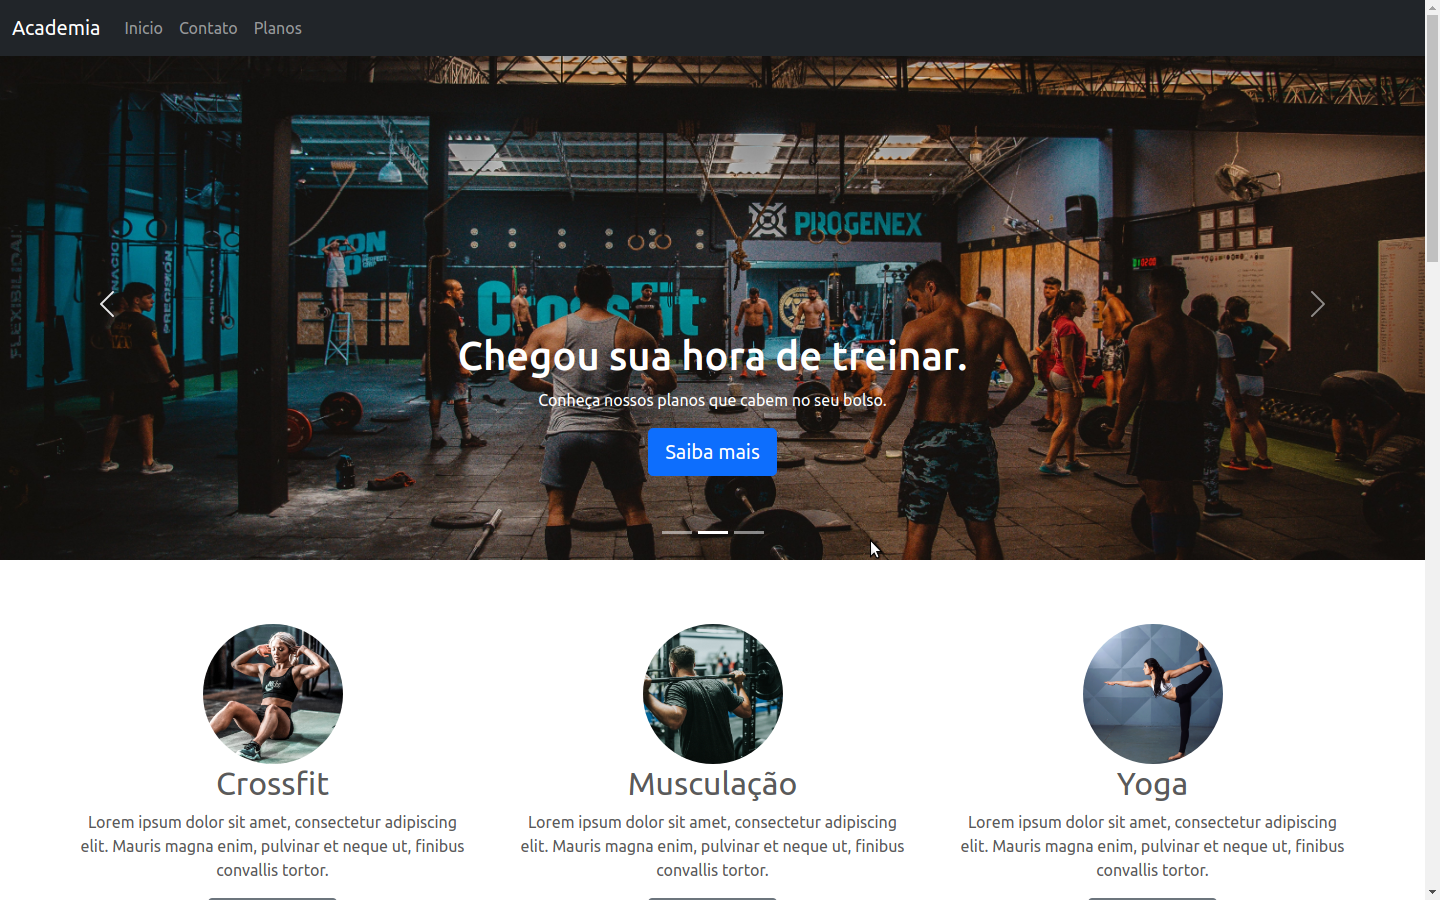 Academia
Inicio
Contato
Planos
FLEXIBILIDAD
PRECISIÓN
ICON
PROGENEX
CrossFit
Chegou sua hora de treinar.
Conheça nossos planos que cabem no seu bolso.
Saiba mais
Crossfit
Musculação
Yoga
Lorem ipsum dolor sit amet, consectetur adipiscing
elit. Mauris magna enim, pulvinar et neque ut, finibus
convallis tortor.
Lorem ipsum dolor sit amet, consectetur adipiscing
elit. Mauris magna enim, pulvinar et neque ut, finibus
convallis tortor.
Lorem ipsum dolor sit amet, consectetur adipiscing
elit. Mauris magna enim, pulvinar et neque ut, finibus
convallis tortor.